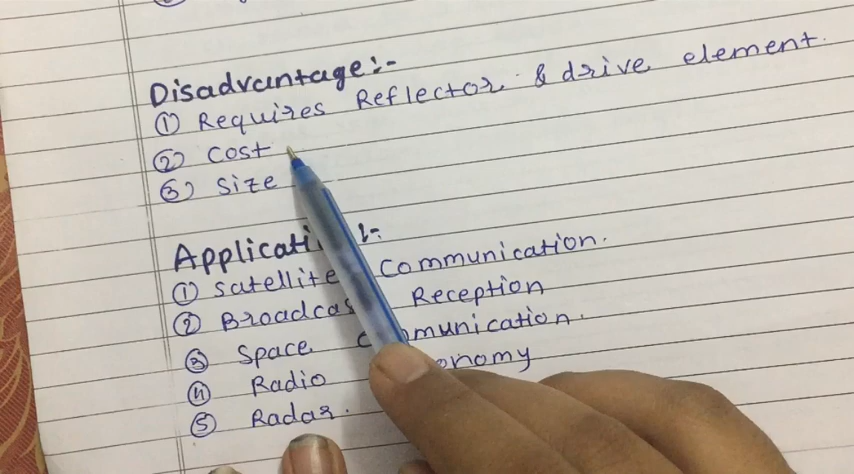 Disadvantage:-
① Requires Reflector & drive element.
② Cost
③ Size
Applicati :-
① Satellite Communication.
② Broadcas Reception
③ Space Communication.
④ Radio onomy
⑤ Radar.